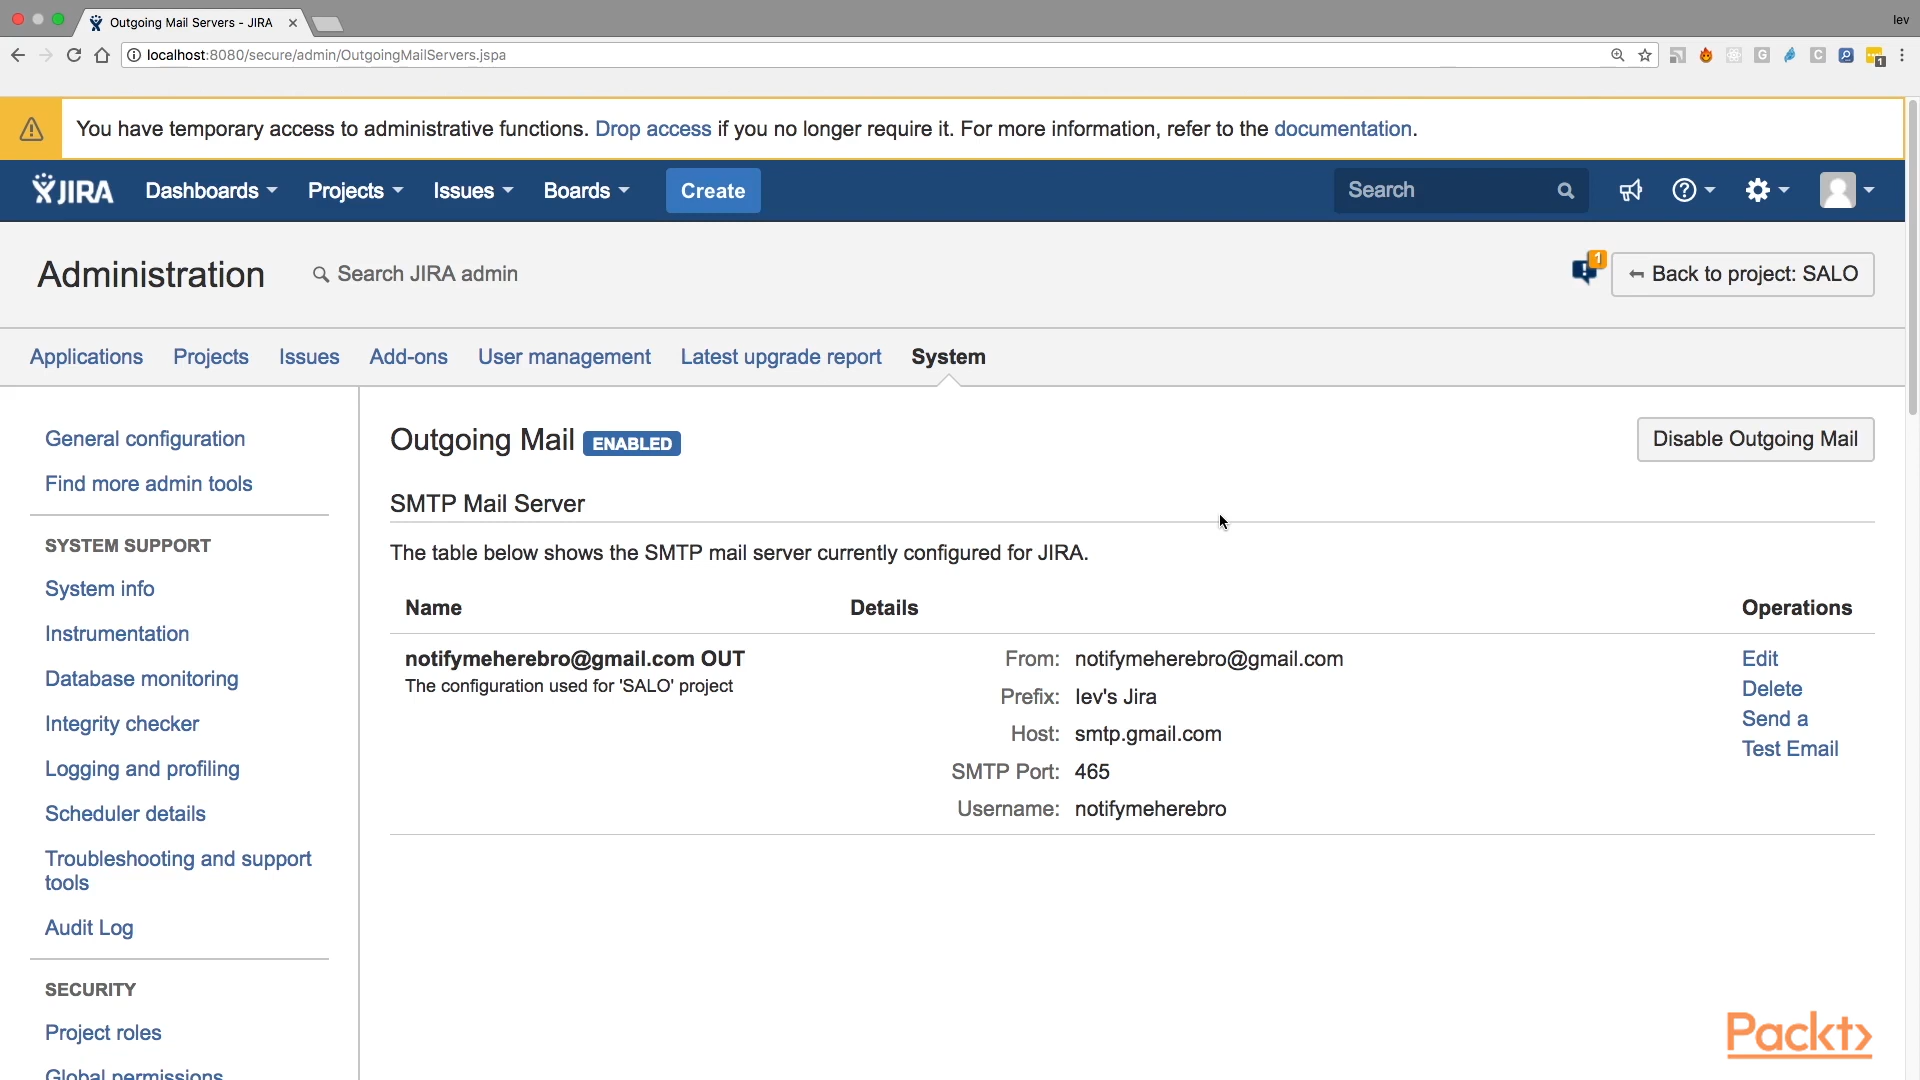 Outgoing Mail Servers - JIRA
lev
localhost:8080/secure/admin/OutgoingMailServers.jspa
G
C
1
You have temporary access to administrative functions. Drop access if you no longer require it. For more information, refer to the documentation.
JIRA Dashboards Projects Issues Boards Create Search
Administration Search JIRA admin 1 Back to project: SALO
Applications Projects Issues Add-ons User management Latest upgrade report System
General configuration
Find more admin tools
SYSTEM SUPPORT
System info
Instrumentation
Database monitoring
Integrity checker
Logging and profiling
Scheduler details
Troubleshooting and support
tools
Audit Log
SECURITY
Project roles
Global permissions
Outgoing Mail ENABLED
Disable Outgoing Mail
SMTP Mail Server
The table below shows the SMTP mail server currently configured for JIRA.
Name Details Operations
notifymeherebro@gmail.com OUT
The configuration used for 'SALO' project
From: notifymeherebro@gmail.com
Prefix: lev's Jira
Host: smtp.gmail.com
SMTP Port: 465
Username: notifymeherebro
Edit
Delete
Send a
Test Email
Packt